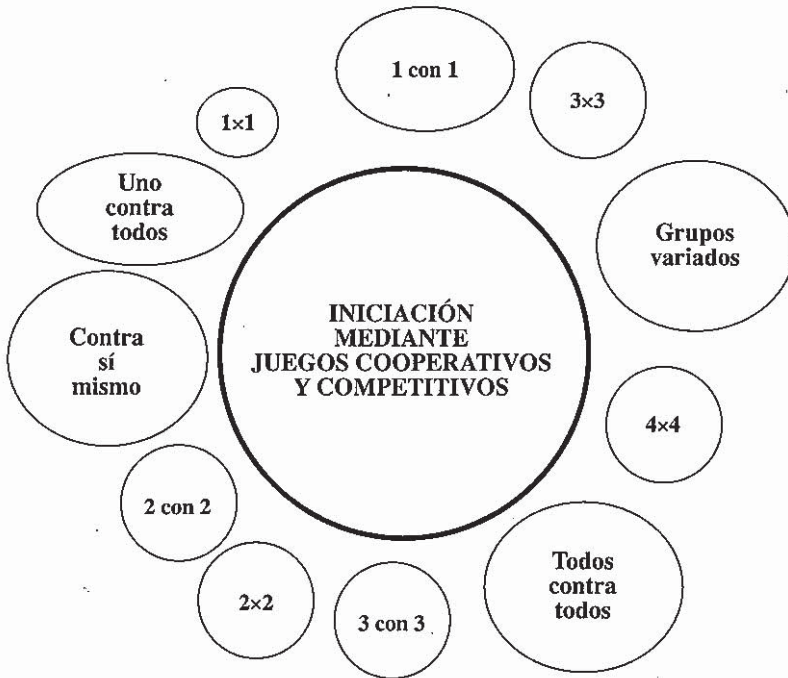 1 con 1
3×3
1×1
Uno
contra
todos
Grupos
variados
Contra
sí
mismo
INICIACIÓN
MEDIANTE
JUEGOS COOPERATIVOS
Y COMPETITIVOS
4×4
2 con 2
2×2
3 con 3
Todos
contra
todos